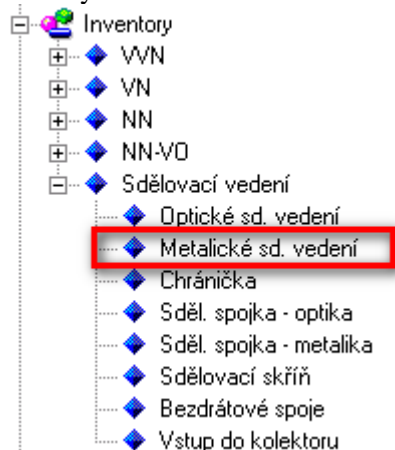 Inventory
VVN
VN
NN
NN-VO
Sdělovací vedení
Optické sd. vedení
Metalické sd. vedení
Chránička
Sděl. spojka - optika
Sděl. spojka - metalika
Sdělovací skříň
Bezdrátové spoje
Vstup do kolektoru